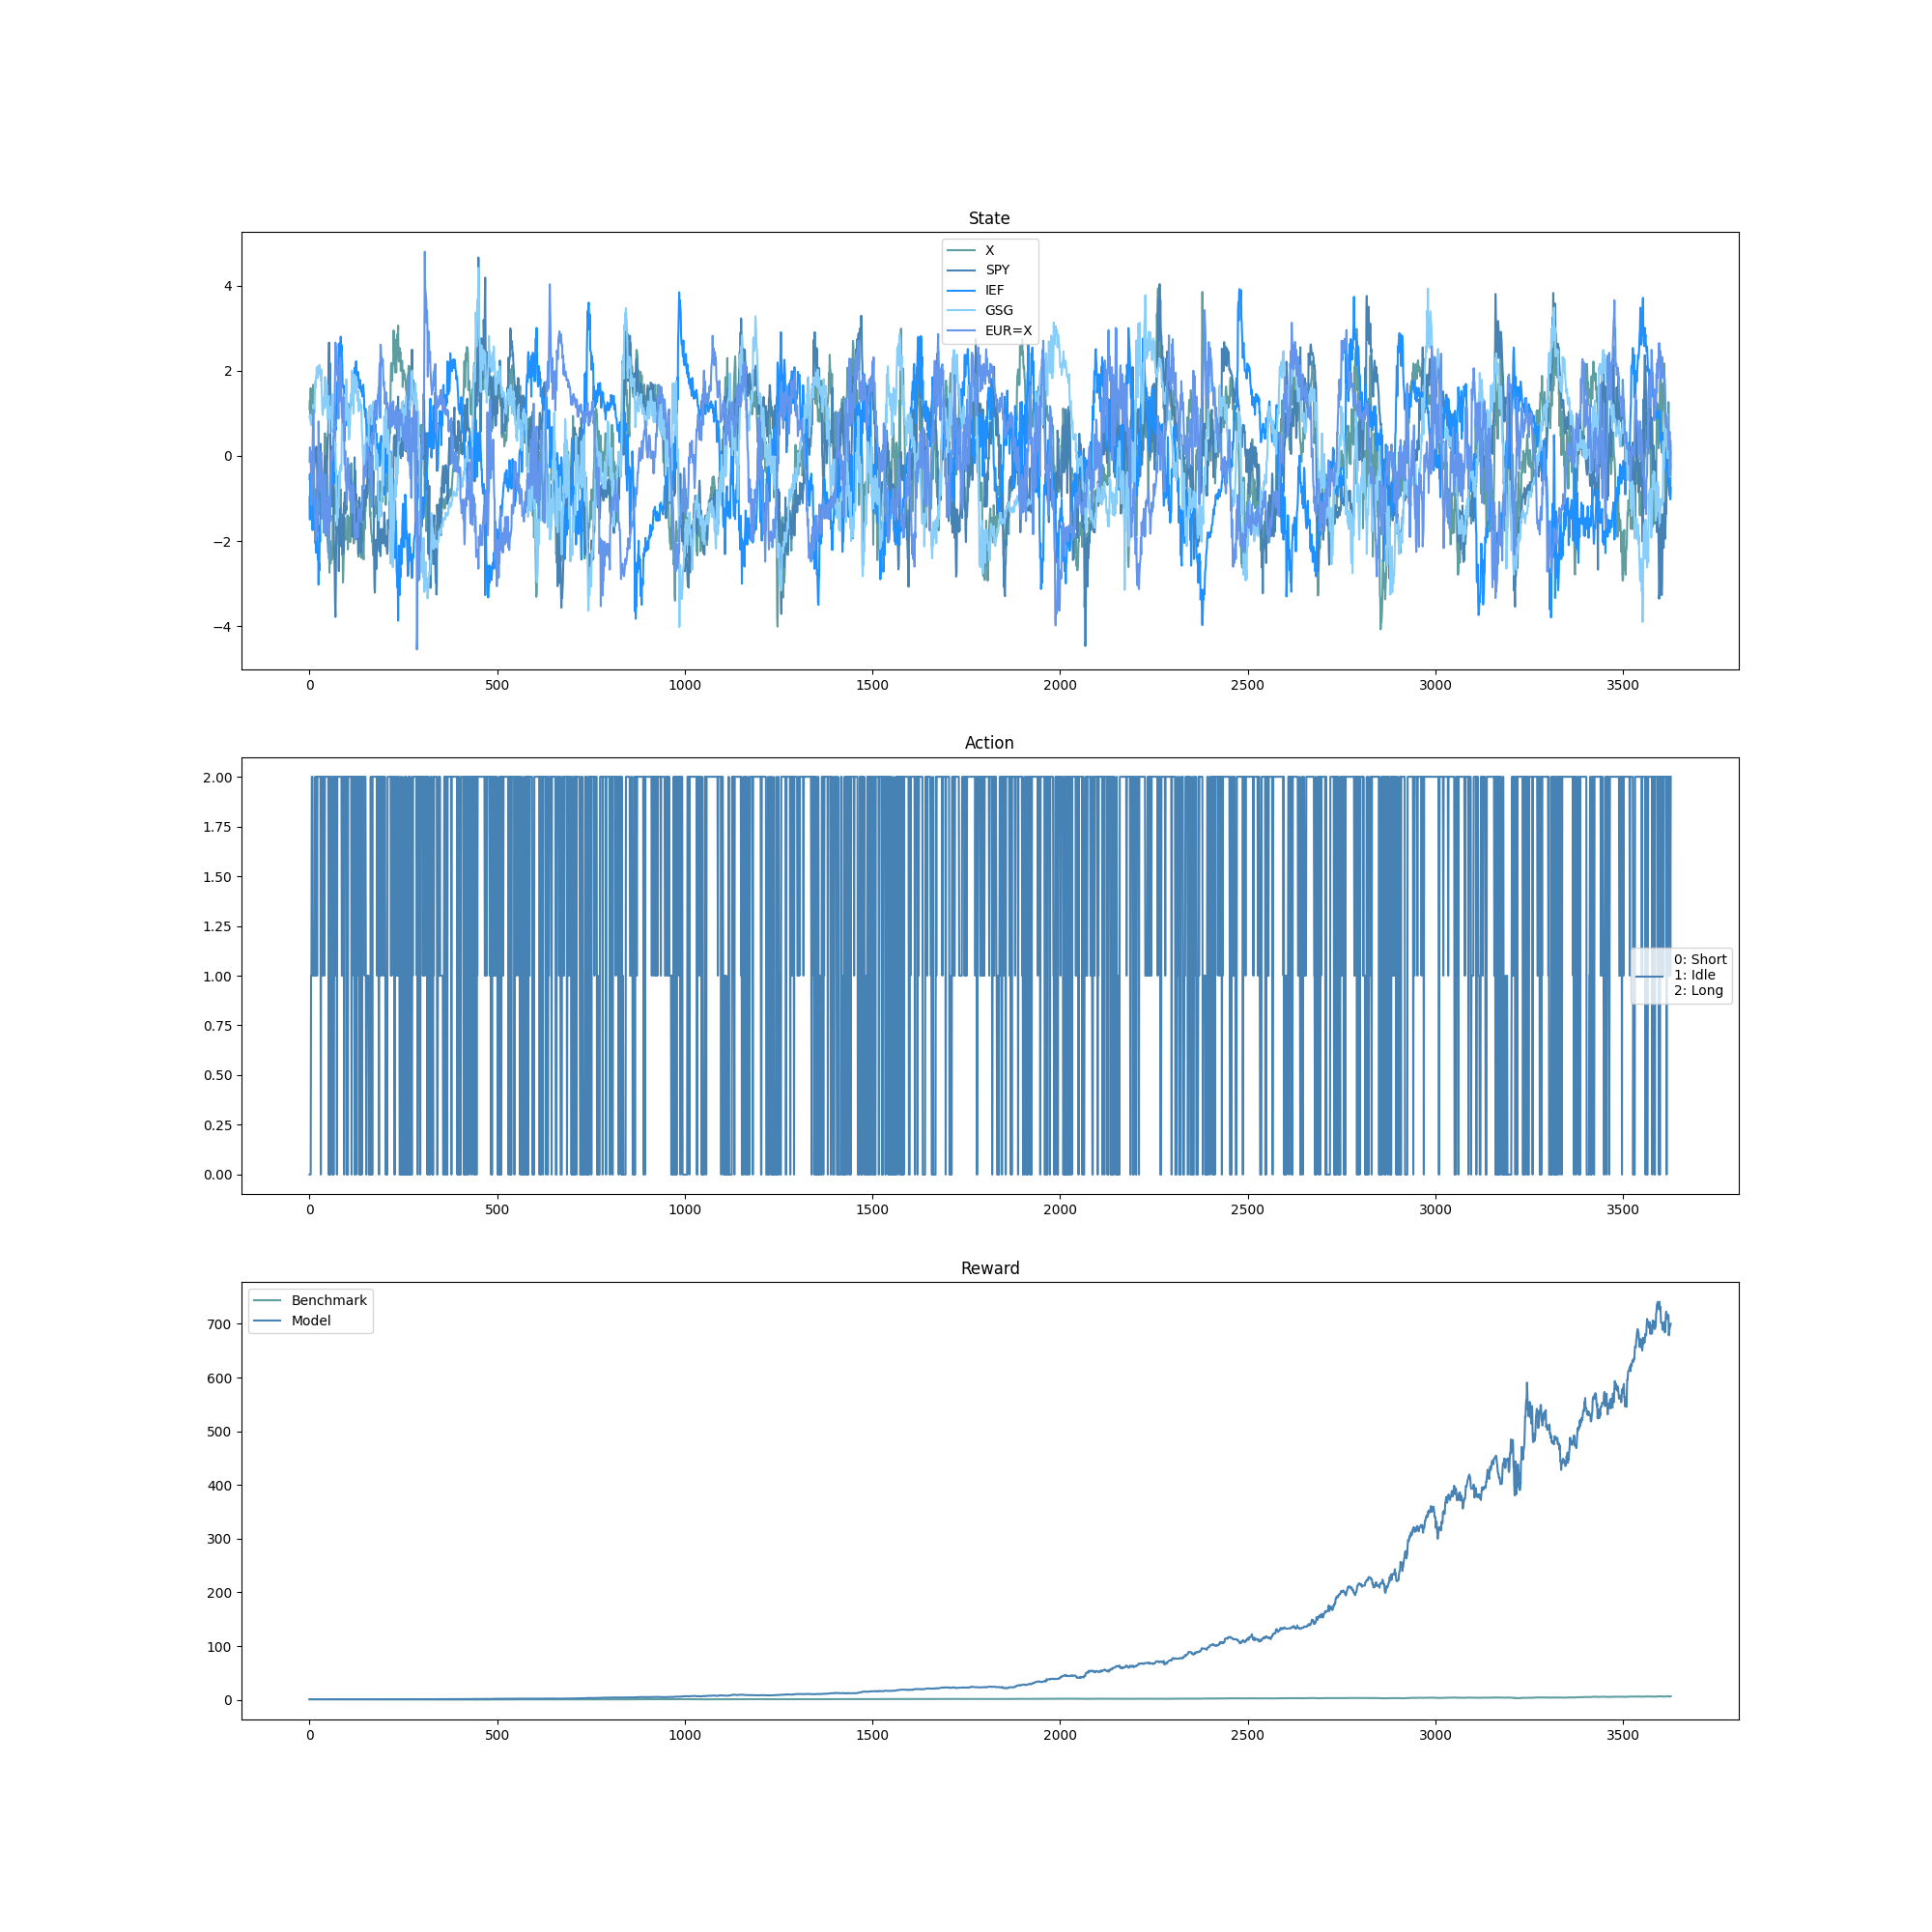 State
X
SPY
IEF
GSG
EUR=X
4
2
0
−2
−4
0 500 1000 1500 2000 2500 3000 3500
Action
2.00
1.75
1.50
1.25
1.00
0.75
0.50
0.25
0.00
0: Short
1: Idle
2: Long
0 500 1000 1500 2000 2500 3000 3500
Reward
Benchmark
Model
700
600
500
400
300
200
100
0
0 500 1000 1500 2000 2500 3000 3500